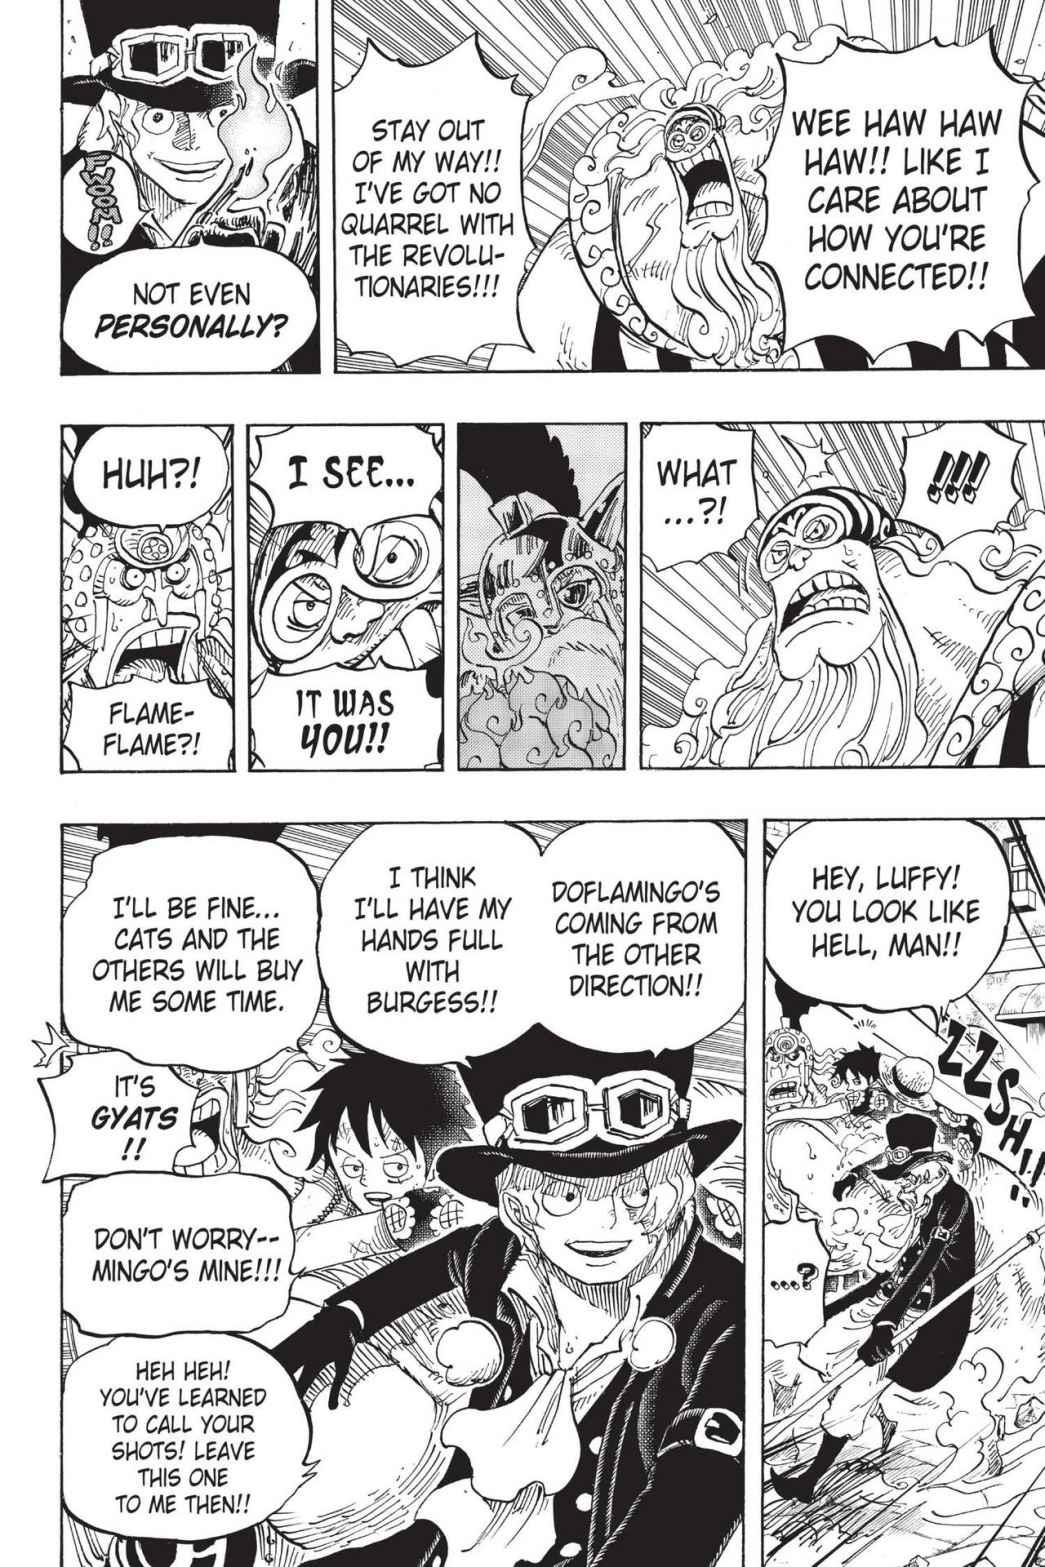 WEE HAW HAW
HAW!! LIKE I
CARE ABOUT
HOW YOU'RE
CONNECTED!!
STAY OUT
OF MY WAY!!
I'VE GOT NO
QUARREL WITH
THE REVOLU-
TIONARIES!!!
FWOOM!!
NOT EVEN
PERSONALLY?
!!!!
WHAT
...?!
I SEE...
IT WAS
YOU!!
HUH?!
FLAME-
FLAME?!
HEY, LUFFY!
YOU LOOK LIKE
HELL, MAN!!
ZZSH!!
...?
DOFLAMINGO'S
COMING FROM
THE OTHER
DIRECTION!!
I THINK
I'LL HAVE MY
HANDS FULL
WITH
BURGESS!!
I'LL BE FINE...
CATS AND THE
OTHERS WILL BUY
ME SOME TIME.
IT'S
GYATS
!!
DON'T WORRY--
MINGO'S MINE!!!
HEH HEH!
YOU'VE LEARNED
TO CALL YOUR
SHOTS! LEAVE
THIS ONE
TO ME THEN!!